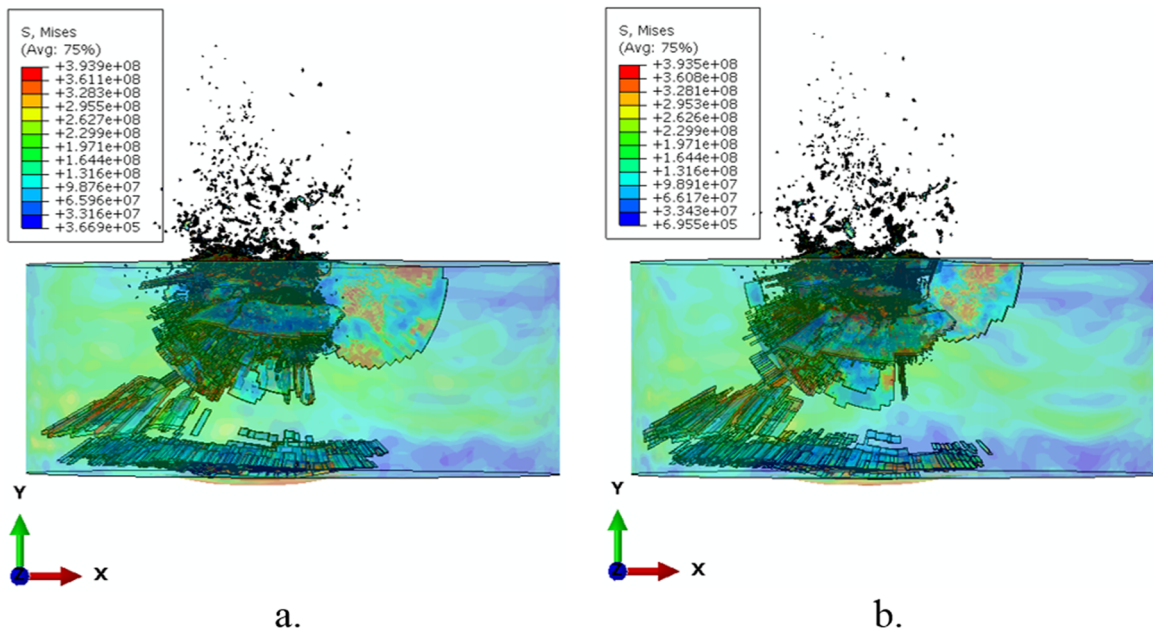 S, Mises
(Avg: 75%)
+3.939e+08
+3.611e+08
+3.283e+08
+2.955e+08
+2.627e+08
+2.299e+08
+1.971e+08
+1.644e+08
+1.316e+08
+9.876e+07
+6.596e+07
+3.316e+07
+3.669e+05
Y
Z
X
a.
S, Mises
(Avg: 75%)
+3.935e+08
+3.608e+08
+3.281e+08
+2.953e+08
+2.626e+08
+2.299e+08
+1.971e+08
+1.644e+08
+1.316e+08
+9.891e+07
+6.617e+07
+3.343e+07
+6.955e+05
Y
Z
X
b.